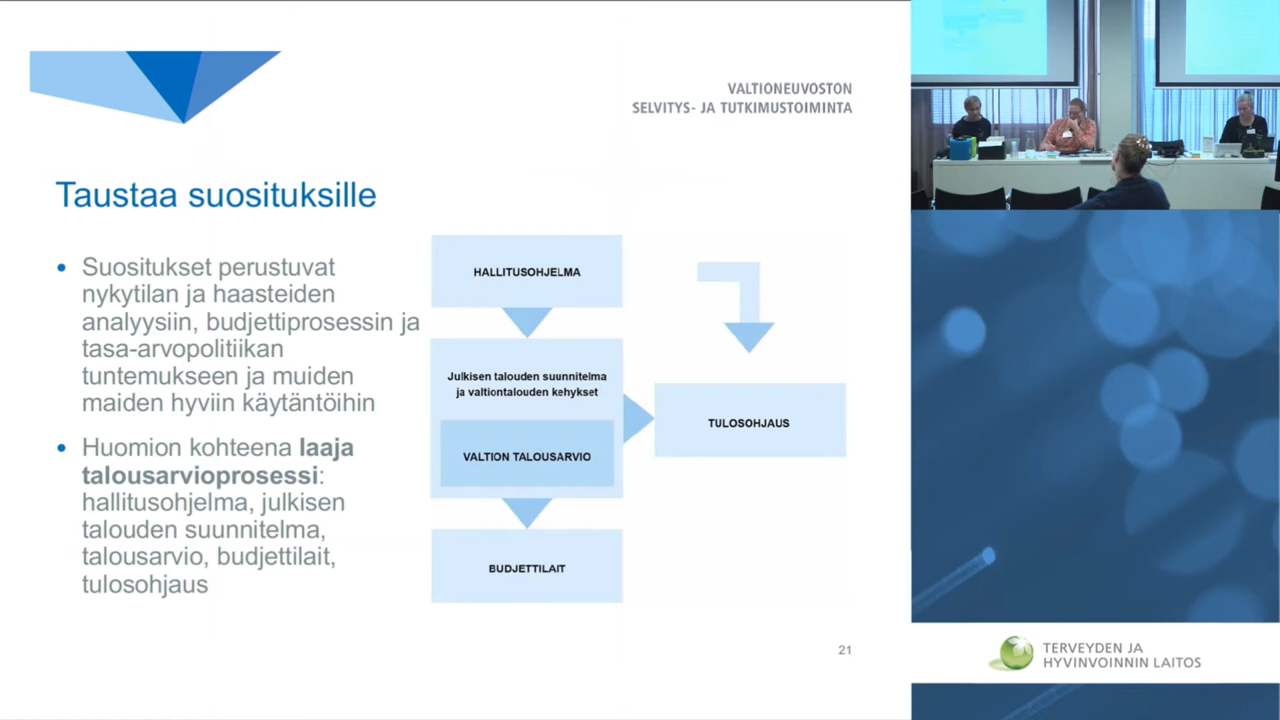 VALTIONEUVOSTON
SELVITYS- JA TUTKIMUSTOIMINTA
Taustaa suosituksille
• Suositukset perustuvat
nykytilan ja haasteiden
analyysiin, budjettiprosessin ja
tasa-arvopolitiikan
tuntemukseen ja muiden
maiden hyviin käytäntöihin
• Huomion kohteena laaja
talousarvioprosessi:
hallitusohjelma, julkisen
talouden suunnitelma,
talousarvio, budjettilait,
tulosohjaus
HALLITUSOHJELMA
Julkisen talouden suunnitelma
ja valtiontalouden kehykset
VALTION TALOUSARVIO
TULOSOHJAUS
BUDJETTILAIT
21
TERVEYDEN JA
HYVINVOINNIN LAITOS